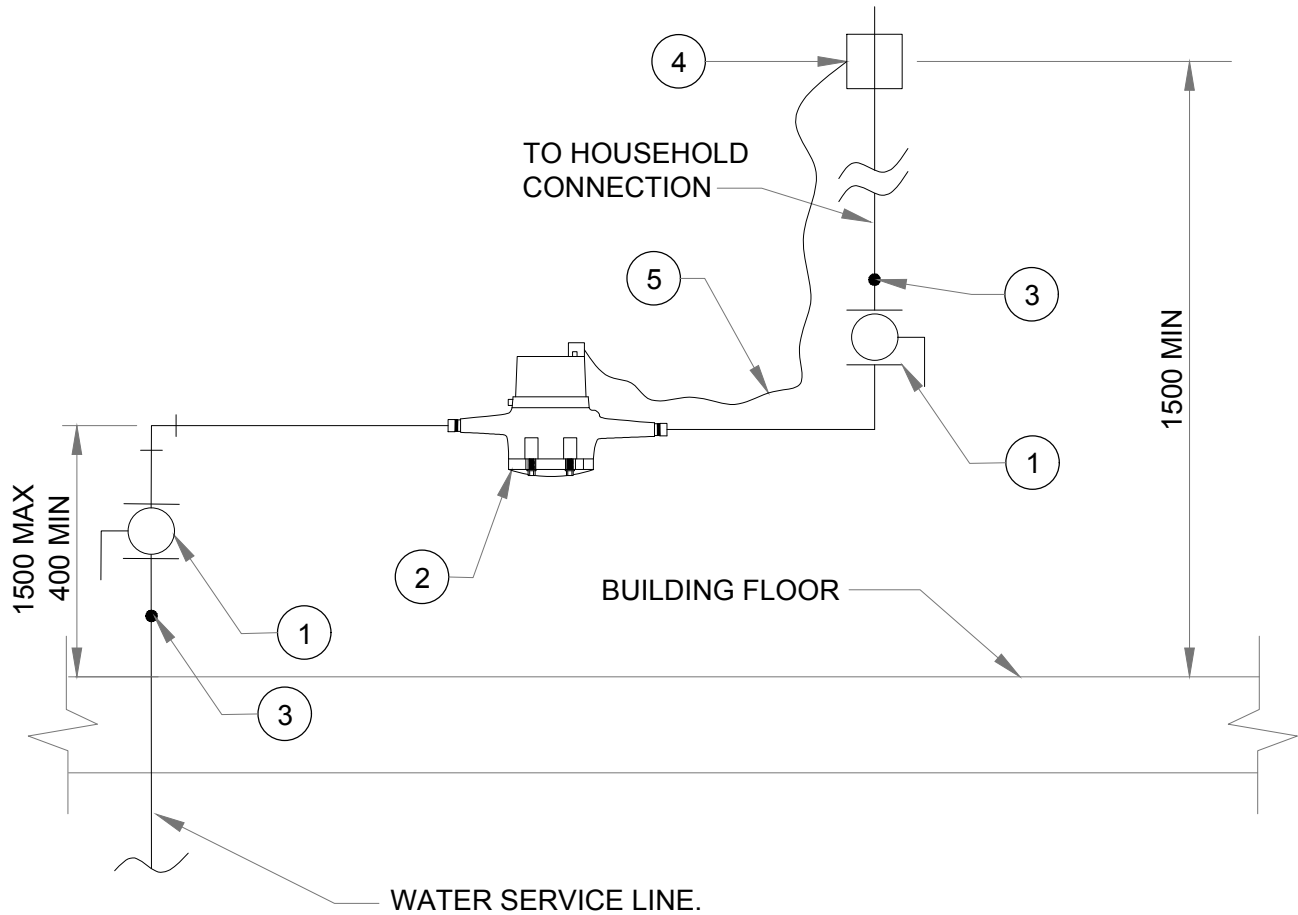 4
TO HOUSEHOLD
CONNECTION
5
3
1500 MIN
1
1500 MAX
400 MIN
2
BUILDING FLOOR
1
3
WATER SERVICE LINE.